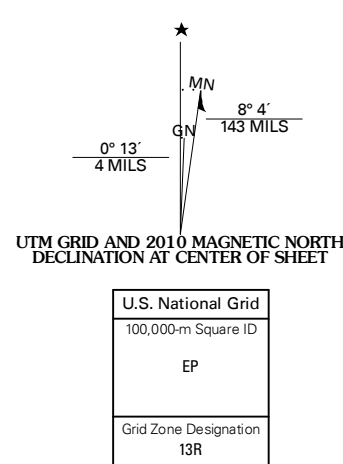 MN
GN
8° 4´
143 MILS
0° 13´
4 MILS
UTM GRID AND 2010 MAGNETIC NORTH
DECLINATION AT CENTER OF SHEET
U.S. National Grid
100,000-m Square ID
EP
Grid Zone Designation
13R